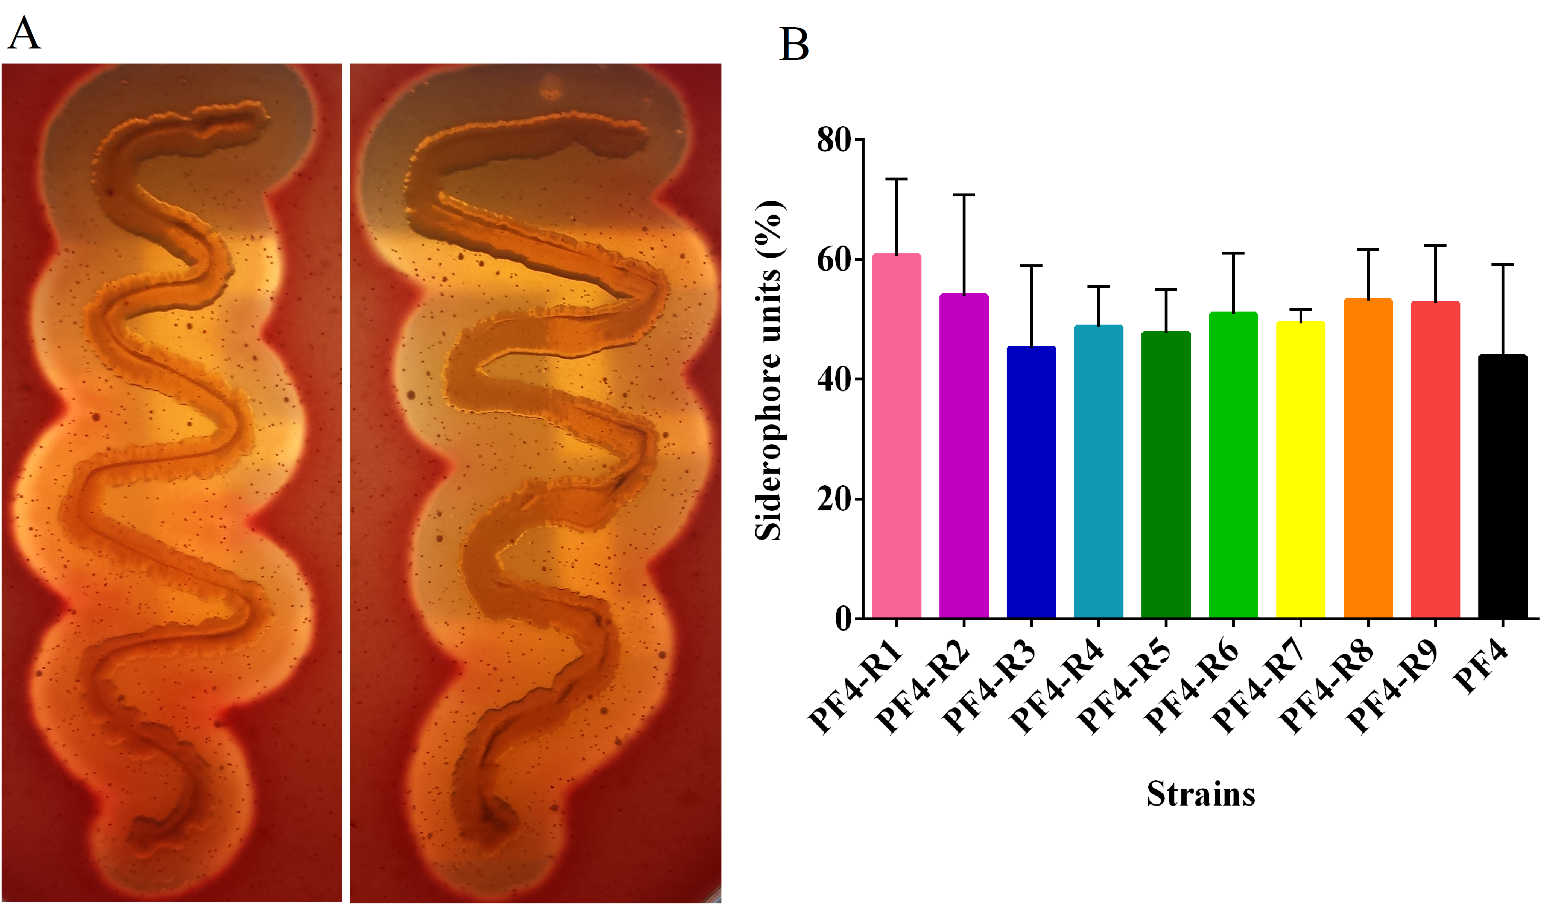 A
B
Siderophore units (%)
80
60
40
20
0
PF4-R1
PF4-R2
PF4-R3
PF4-R4
PF4-R5
PF4-R6
PF4-R7
PF4-R8
PF4-R9
PF4
Strains